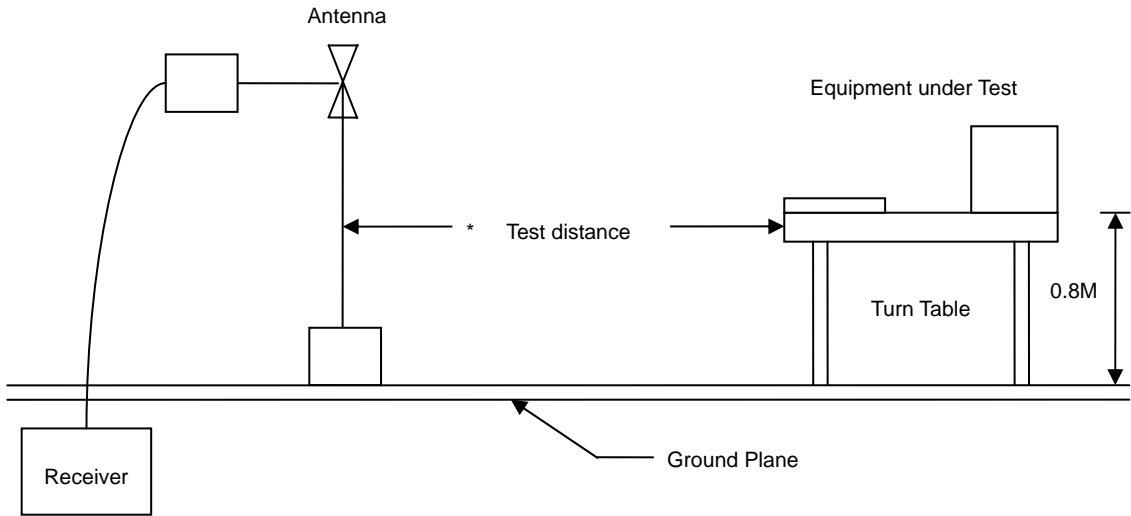 Antenna
Equipment under Test
* Test distance
0.8M
Turn Table
Ground Plane
Receiver